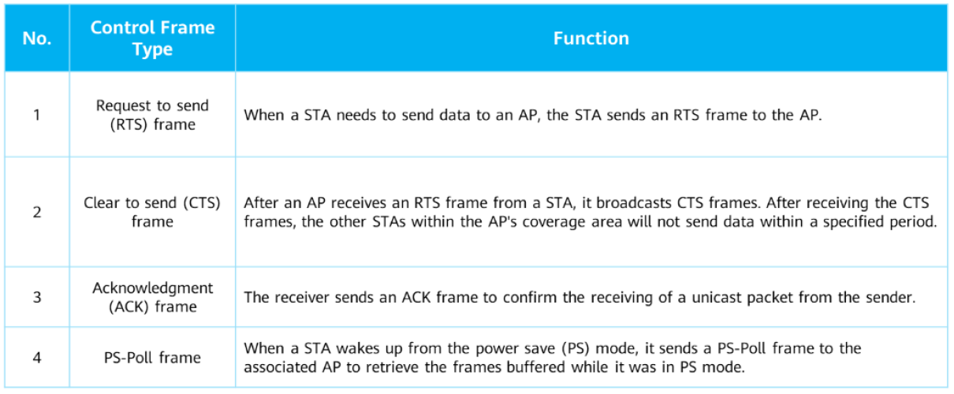 No.
Control Frame
Type
Function
1
Request to send
(RTS) frame
When a STA needs to send data to an AP, the STA sends an RTS frame to the AP.
2
Clear to send (CTS)
frame
After an AP receives an RTS frame from a STA, it broadcasts CTS frames. After receiving the CTS
frames, the other STAs within the AP's coverage area will not send data within a specified period.
3
Acknowledgment
(ACK) frame
The receiver sends an ACK frame to confirm the receiving of a unicast packet from the sender.
4
PS-Poll frame
When a STA wakes up from the power save (PS) mode, it sends a PS-Poll frame to the
associated AP to retrieve the frames buffered while it was in PS mode.